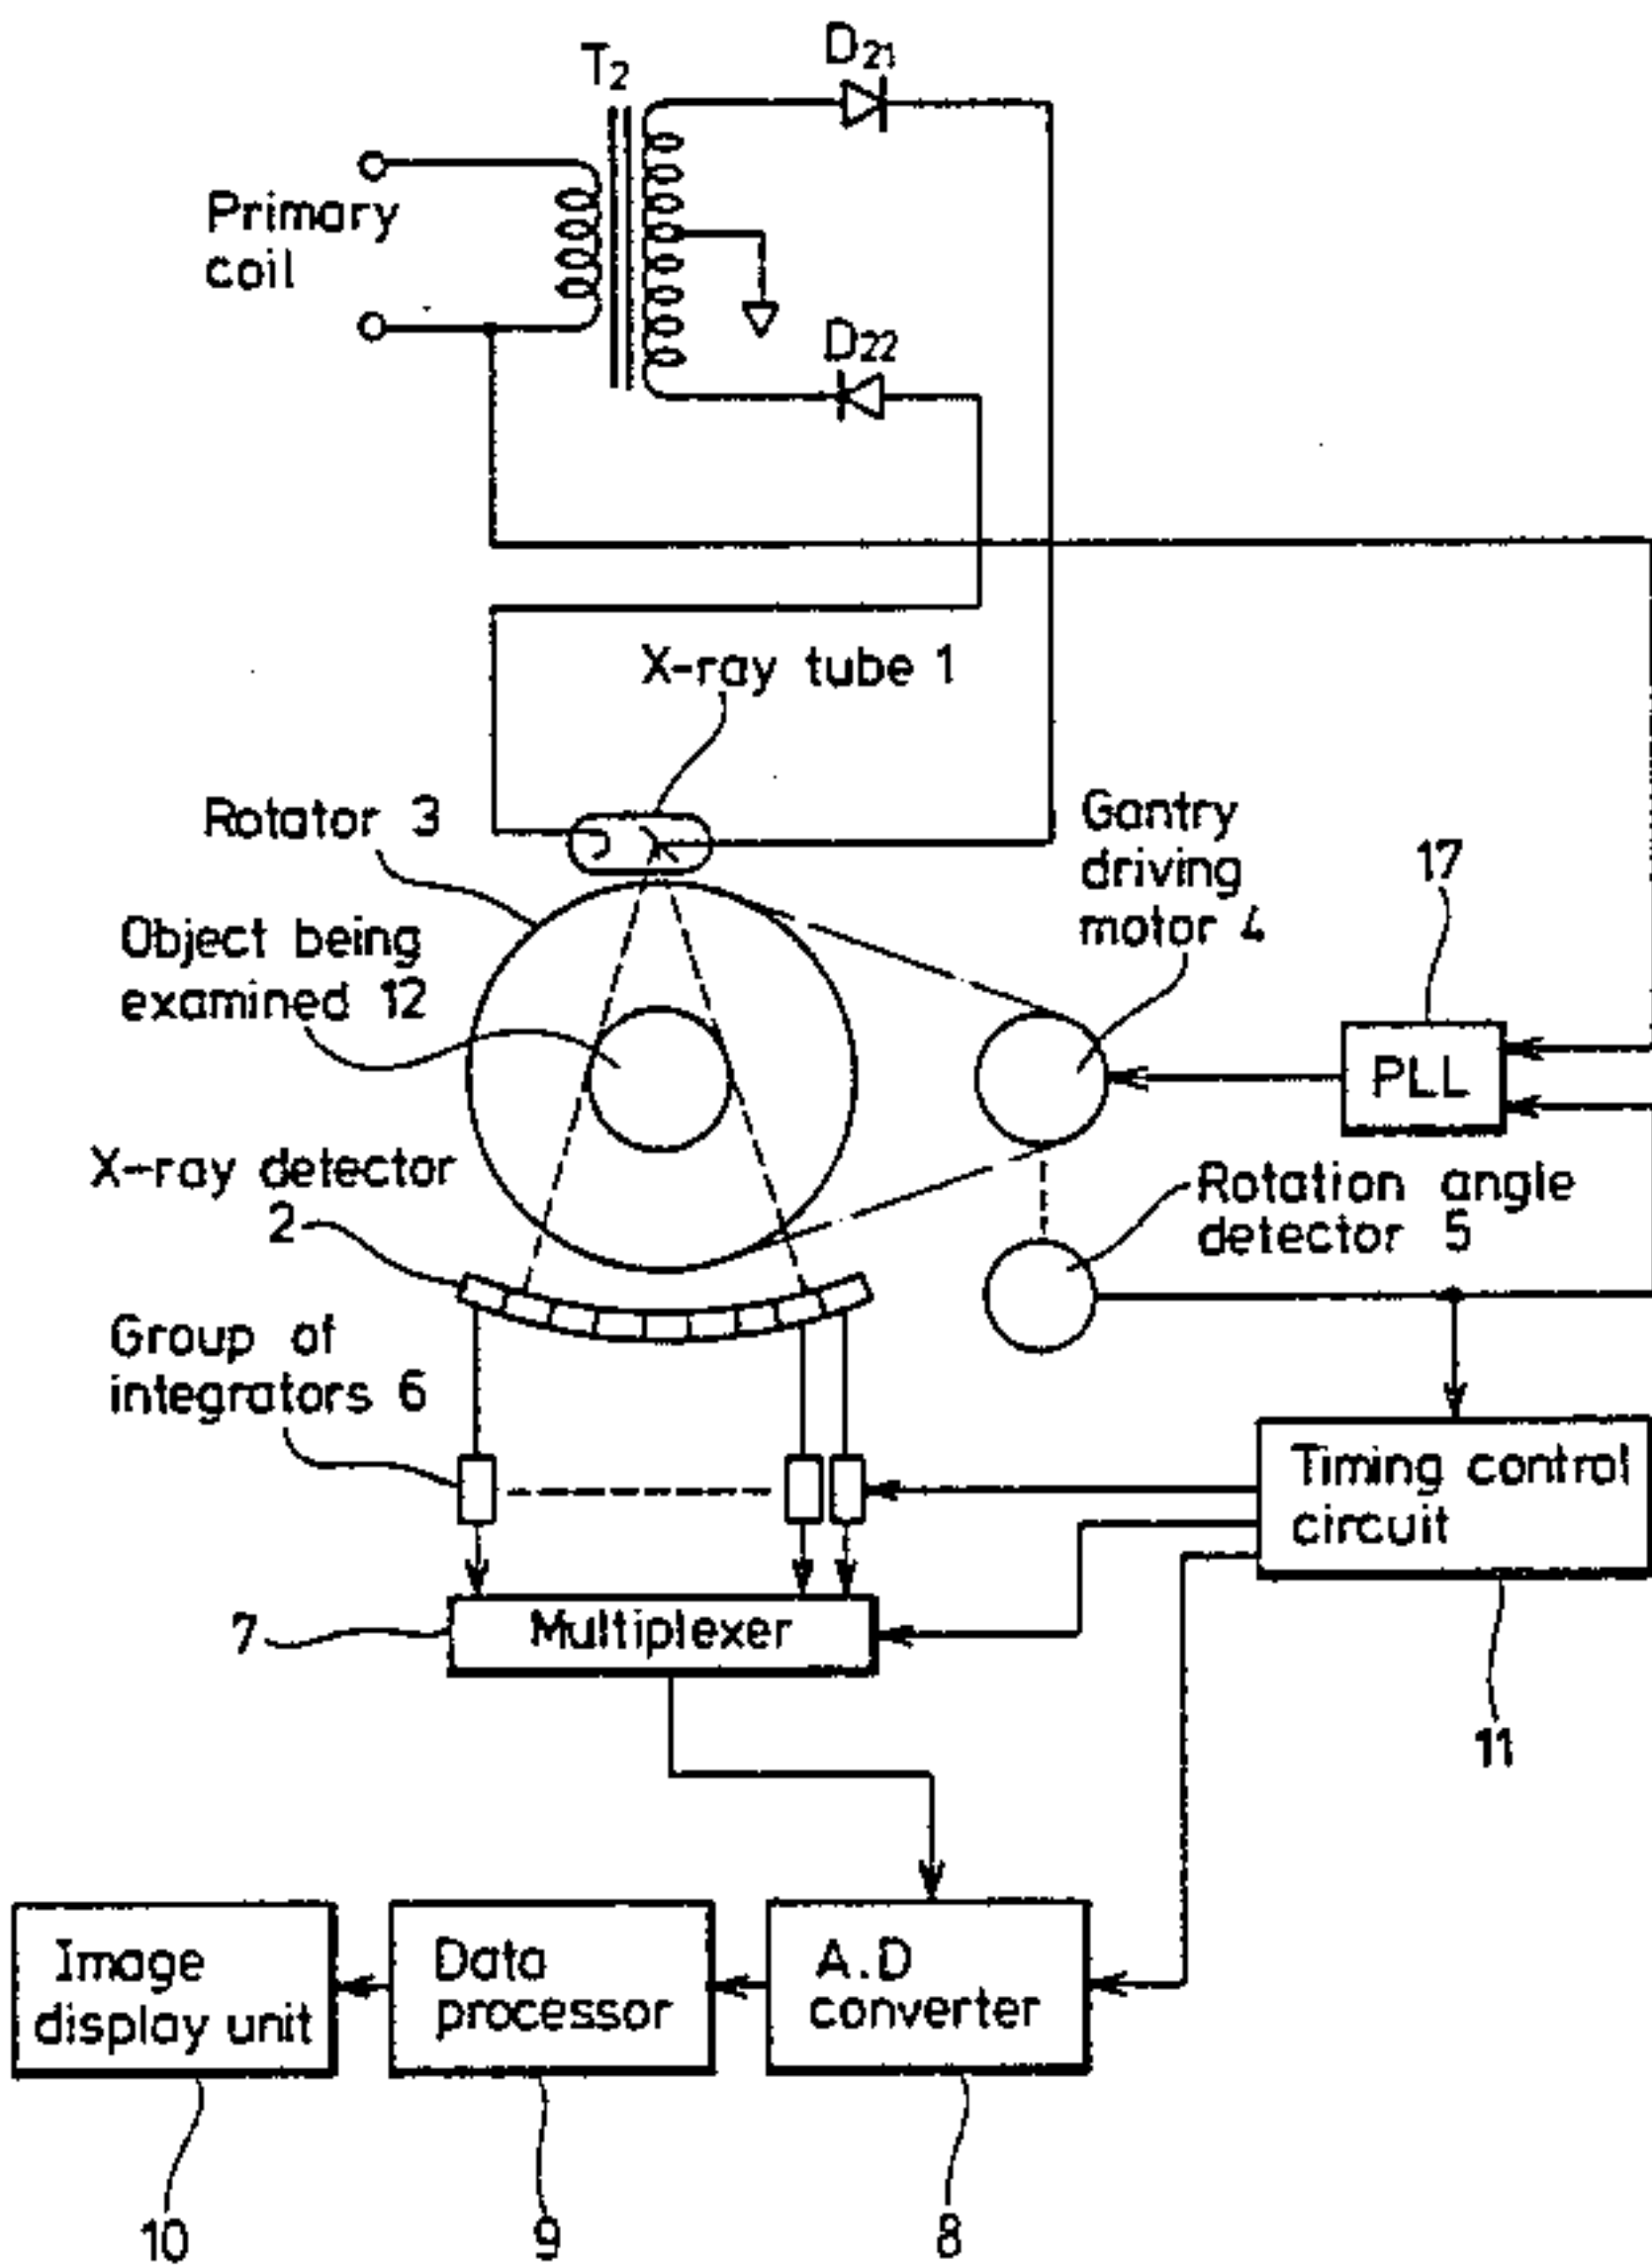 T2
D21
Primary
coil
D22
X-ray tube 1
Rotator 3
Gantry
driving
motor 4
17
Object being
examined 12
PLL
X-ray detector
2
Rotation angle
detector 5
Group of
integrators 6
Timing control
circuit
7
Multiplexer
11
Image
display unit
Data
processor
A.D
converter
10
9
8